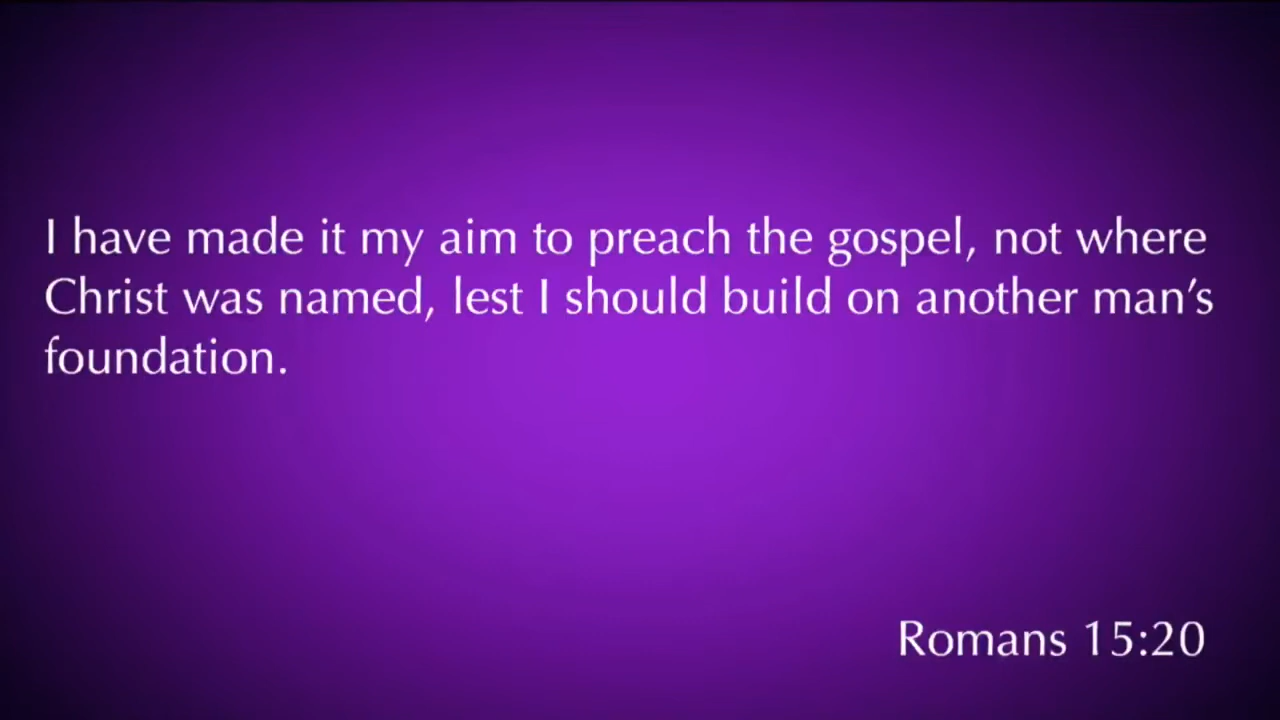 I have made it my aim to preach the gospel, not where
Christ was named, lest I should build on another man’s
foundation.
Romans 15:20